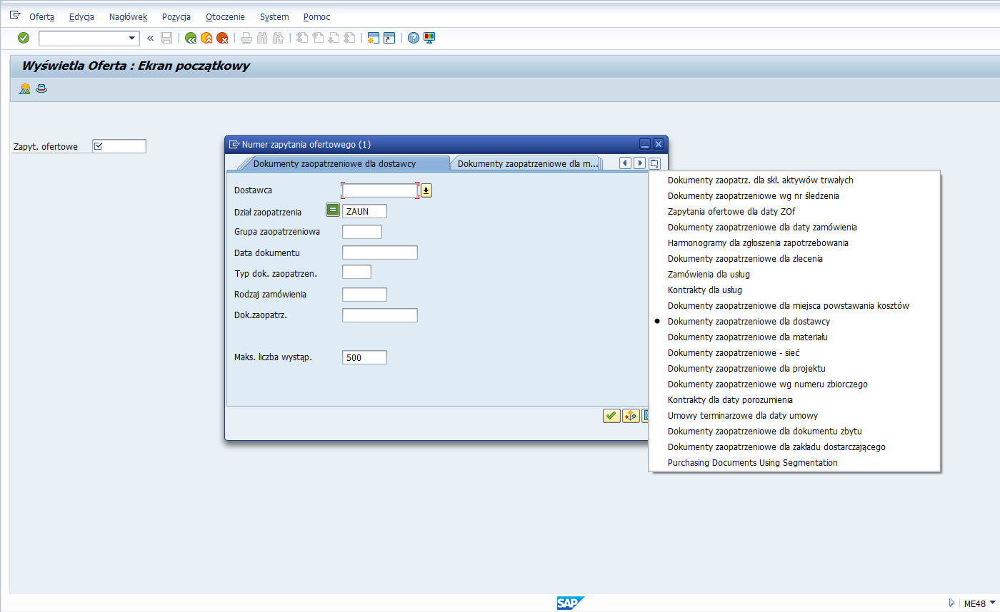 Oferta Edycja Nagłówek Pozycja Otoczenie System Pomoc
Wyświetla Oferta : Ekran początkowy
Zapyt. ofertowe
Numer zapytania ofertowego (1)
Dokumenty zaopatrzeniowe dla dostawcy Dokumenty zaopatrzeniowe dla m...
Dostawca
Dział zaopatrzenia ZAUN
Grupa zaopatrzeniowa
Data dokumentu
Typ dok. zaopatrzen.
Rodzaj zamówienia
Dok.zaopatrz.
Maks. liczba wystąp. 500
Dokumenty zaopatrz. dla skł. aktywów trwałych
Dokumenty zaopatrzeniowe wg nr śledzenia
Zapytania ofertowe dla daty ZOf
Dokumenty zaopatrzeniowe dla daty zamówienia
Harmonogramy dla zgłoszenia zapotrzebowania
Dokumenty zaopatrzeniowe dla zlecenia
Zamówienia dla usług
Kontrakty dla usług
Dokumenty zaopatrzeniowe dla miejsca powstawania kosztów
Dokumenty zaopatrzeniowe dla dostawcy
Dokumenty zaopatrzeniowe dla materiału
Dokumenty zaopatrzeniowe - sieć
Dokumenty zaopatrzeniowe dla projektu
Dokumenty zaopatrzeniowe wg numeru zbiorczego
Kontrakty dla daty porozumienia
Umowy terminarzowe dla daty umowy
Dokumenty zaopatrzeniowe dla dokumentu zbytu
Dokumenty zaopatrzeniowe dla zakładu dostarczającego
Purchasing Documents Using Segmentation
SAP
ME48